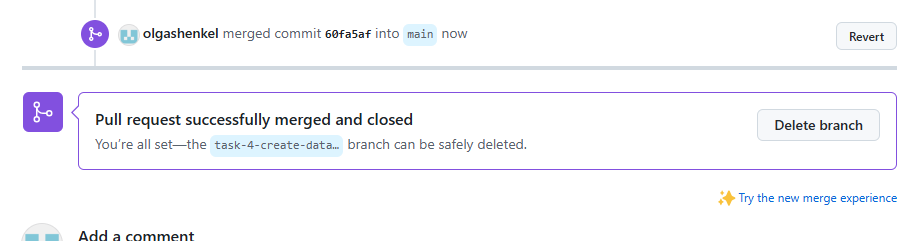 olgashenkel merged commit 60fa5af into main now
Revert
Pull request successfully merged and closed
You're all set—the task-4-create-data… branch can be safely deleted.
Delete branch
Try the new merge experience
Add a comment